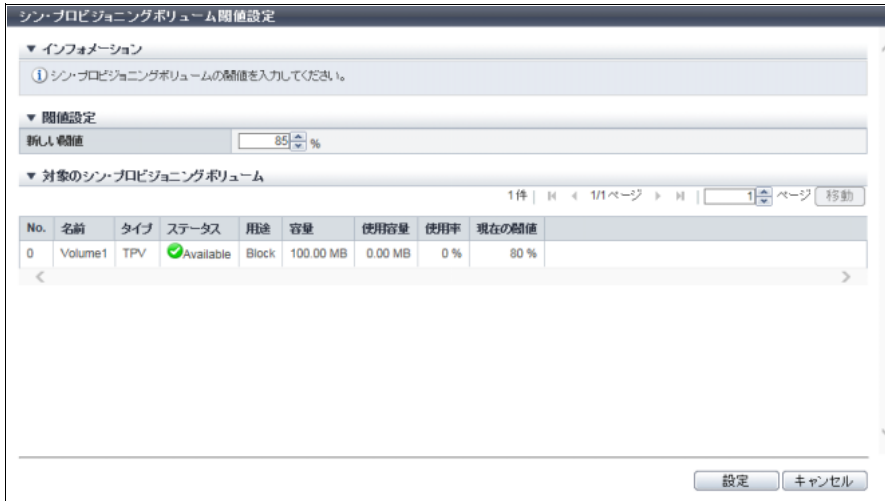 シン・プロビジョニングボリューム閾値設定
▼ インフォメーション
シン・プロビジョニングボリュームの閾値を入力してください。
▼ 閾値設定
新しい閾値 85 %
▼ 対象のシン・プロビジョニングボリューム
1件 | 1/1ページ | 1 ページ 移動
No. 名前 タイプ ステータス 用途 容量 使用容量 使用率 現在の閾値
0 Volume1 TPV Available Block 100.00 MB 0.00 MB 0 % 80 %
設定 キャンセル